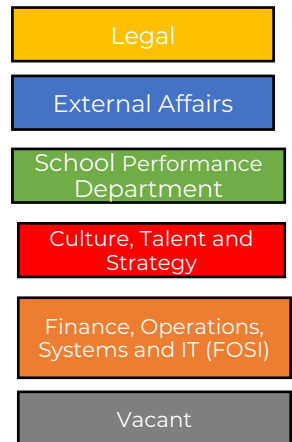 Legal
External Affairs
School Performance
Department
Culture, Talent and
Strategy
Finance, Operations,
Systems and IT (FOSI)
Vacant